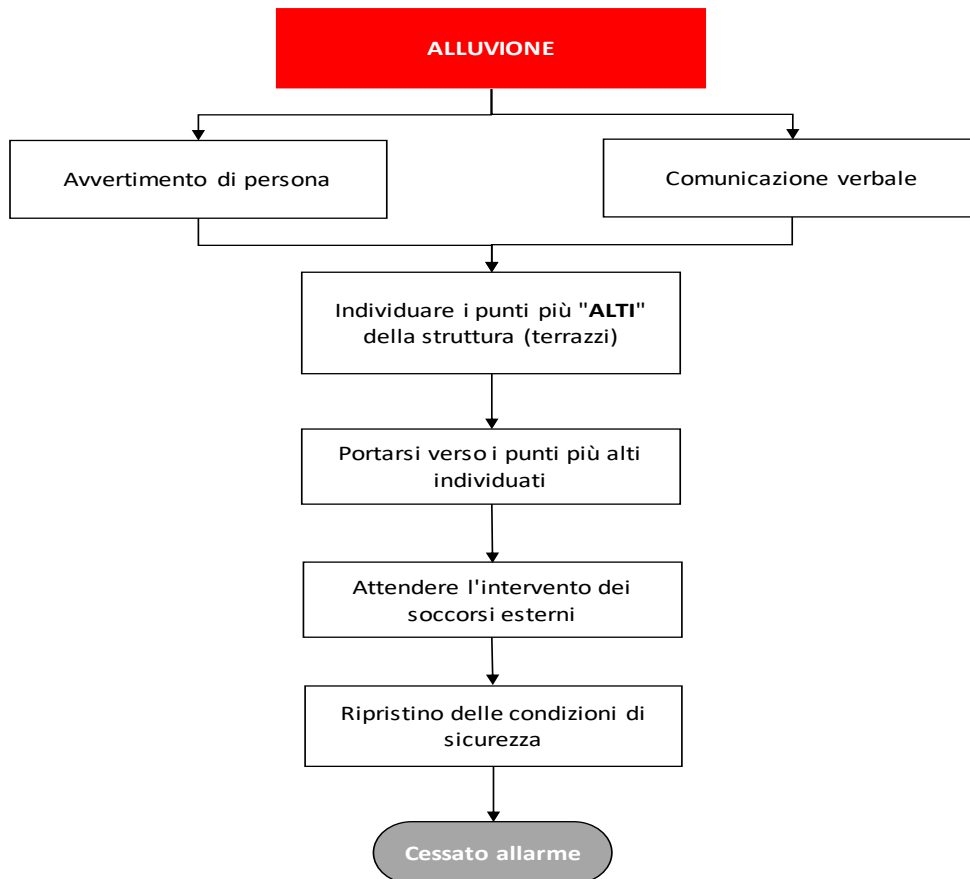 ALLUVIONE
Avvertimento di persona
Comunicazione verbale
Individuare i punti più "ALTI"
della struttura (terrazzi)
Portarsi verso i punti più alti
individuati
Attendere l'intervento dei
soccorsi esterni
Ripristino delle condizioni di
sicurezza
Cessato allarme